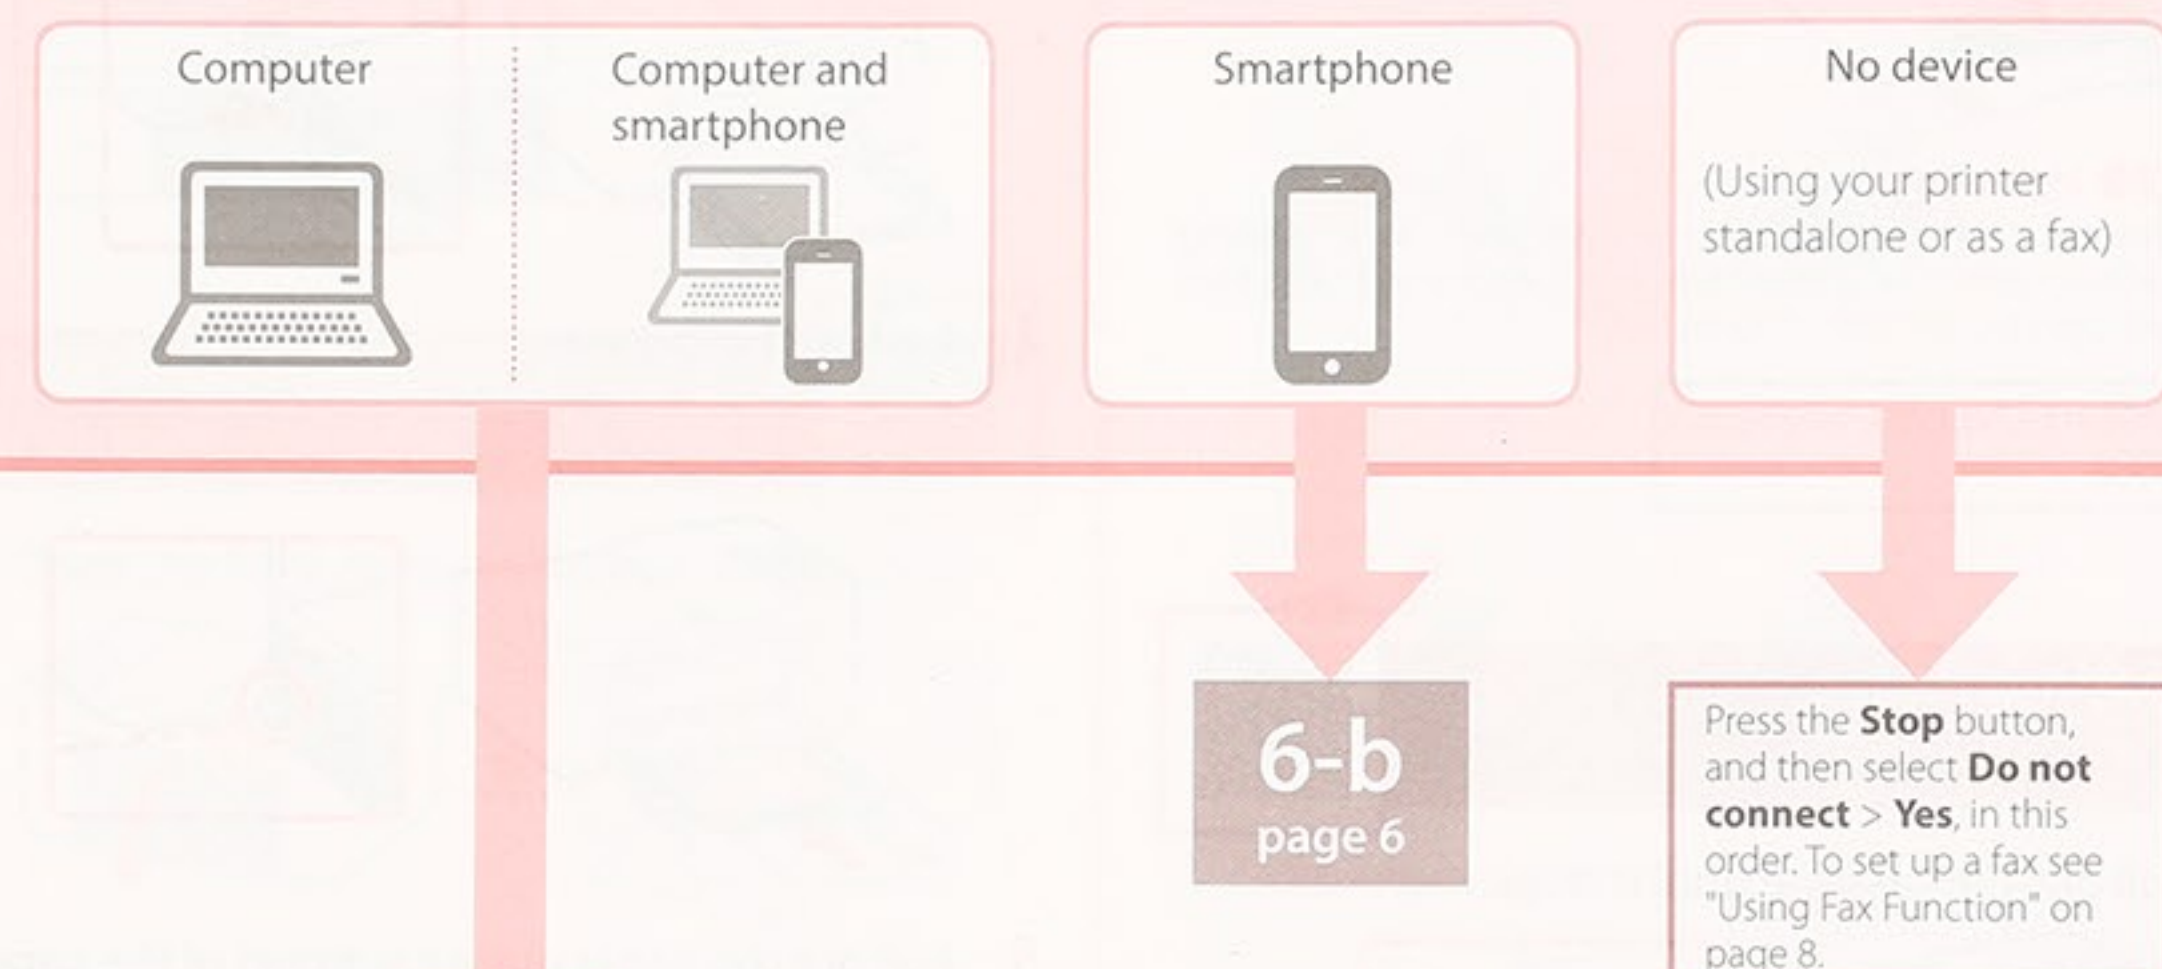 Computer
Computer and
smartphone
Smartphone
No device
(Using your printer
standalone or as a fax)
6-b
page 6
Press the Stop button,
and then select Do not
connect > Yes, in this
order. To set up a fax see
"Using Fax Function" on
page 8.